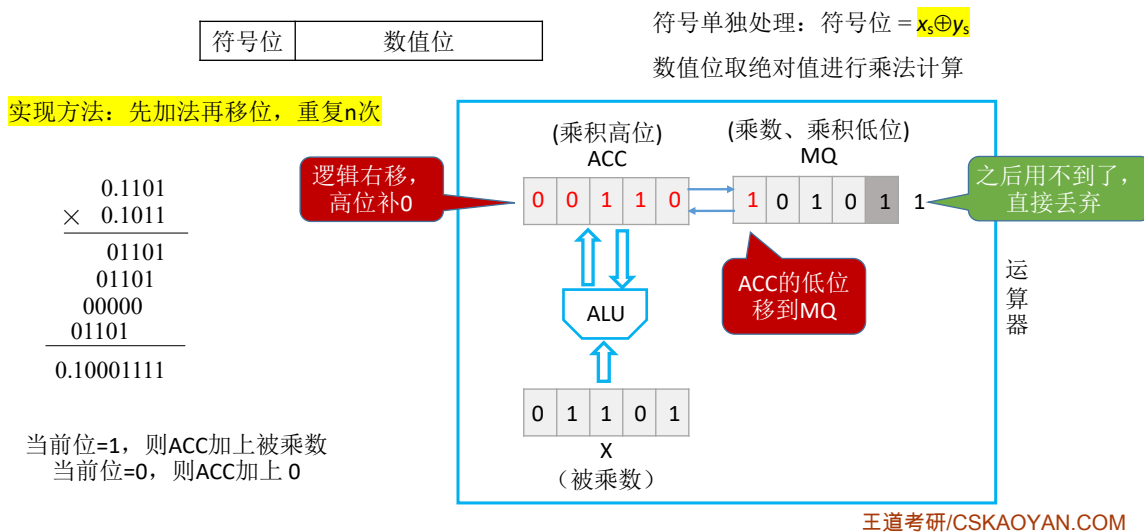 符号位 数值位
符号单独处理：符号位 = xs⊕ys
数值位取绝对值进行乘法计算
实现方法：先加法再移位，重复n次
0.1101
× 0.1011
01101
01101
00000
01101
0.10001111
当前位=1，则ACC加上被乘数
当前位=0，则ACC加上 0
(乘积高位)
ACC
(乘数、乘积低位)
MQ
逻辑右移，
高位补0
0 0 1 1 0
1 0 1 0 1 1
之后用不到了，
直接丢弃
ACC的低位
移到MQ
ALU
0 1 1 0 1
X
（被乘数）
运算器
王道考研/CSKAOYAN.COM